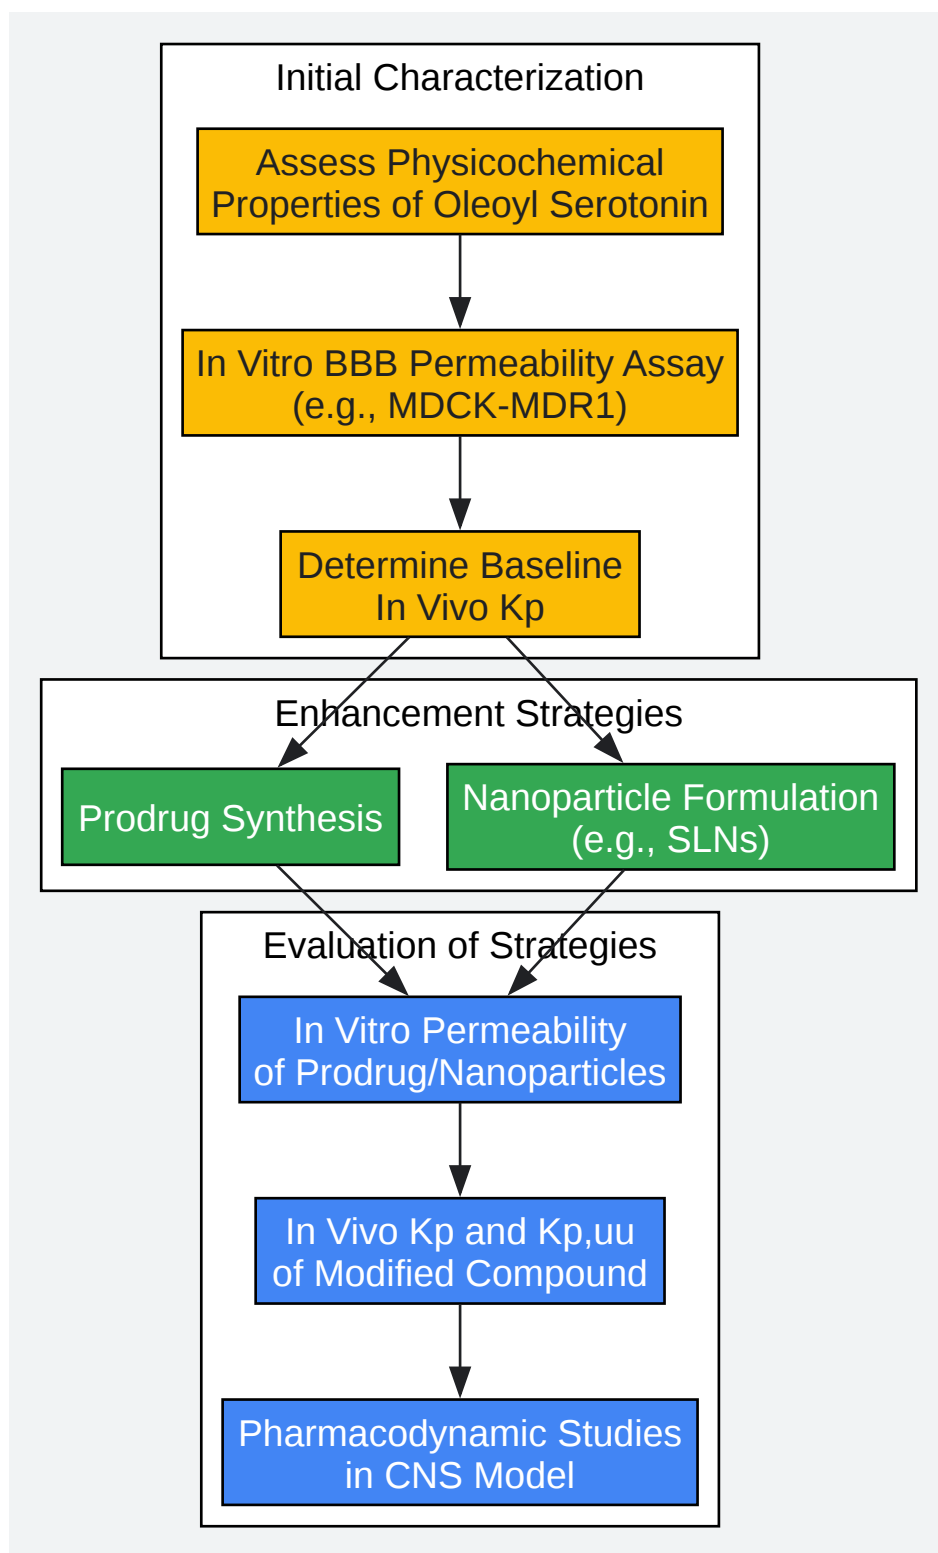 Initial Characterization
Assess Physicochemical
Properties of Oleoyl Serotonin
In Vitro BBB Permeability Assay
(e.g., MDCK-MDR1)
Determine Baseline
In Vivo Kp
Enhancement Strategies
Prodrug Synthesis
Nanoparticle Formulation
(e.g., SLNs)
Evaluation of Strategies
In Vitro Permeability
of Prodrug/Nanoparticles
In Vivo Kp and Kp,uu
of Modified Compound
Pharmacodynamic Studies
in CNS Model